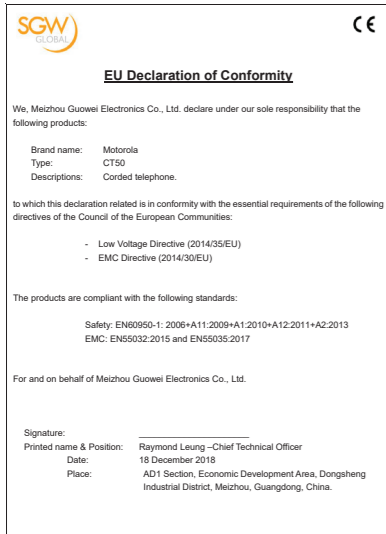 SGW
GLOBAL
CE
EU Declaration of Conformity
We, Meizhou Guowei Electronics Co., Ltd. declare under our sole responsibility that the
following products:
Brand name: Motorola
Type: CT50
Descriptions: Corded telephone.
to which this declaration related is in conformity with the essential requirements of the following
directives of the Council of the European Communities:
- Low Voltage Directive (2014/35/EU)
- EMC Directive (2014/30/EU)
The products are compliant with the following standards:
Safety: EN60950-1: 2006+A11:2009+A1:2010+A12:2011+A2:2013
EMC: EN55032:2015 and EN55035:2017
For and on behalf of Meizhou Guowei Electronics Co., Ltd.
Signature:
Printed name & Position: Raymond Leung –Chief Technical Officer
Date: 18 December 2018
Place: AD1 Section, Economic Development Area, Dongsheng
Industrial District, Meizhou, Guangdong, China.